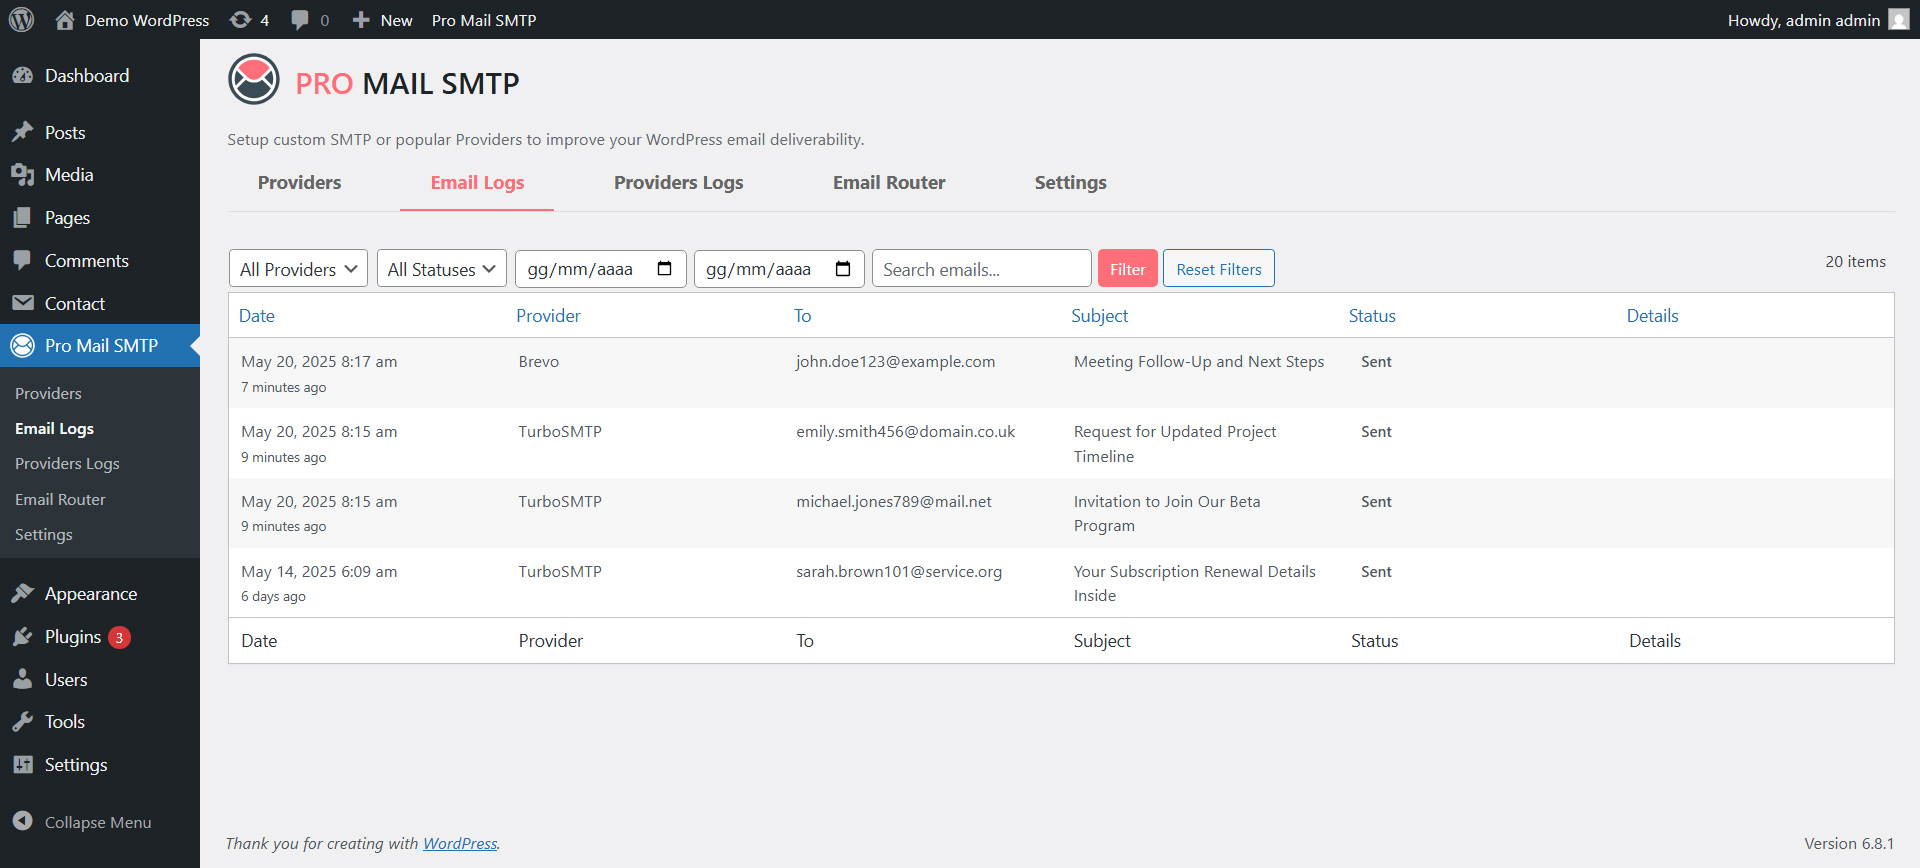 Demo WordPress 4 0 New Pro Mail SMTP Howdy, admin admin
Dashboard
Posts
Media
Pages
Comments
Contact
Pro Mail SMTP
Providers
Email Logs
Providers Logs
Email Router
Settings
Appearance
Plugins 3
Users
Tools
Settings
Collapse Menu
PRO MAIL SMTP
Setup custom SMTP or popular Providers to improve your WordPress email deliverability.
Providers Email Logs Providers Logs Email Router Settings
All Providers All Statuses gg/mm/aaaa gg/mm/aaaa Search emails... Filter Reset Filters 20 items
Date Provider To Subject Status Details
May 20, 2025 8:17 am Brevo john.doe123@example.com Meeting Follow-Up and Next Steps Sent
7 minutes ago
May 20, 2025 8:15 am TurboSMTP emily.smith456@domain.co.uk Request for Updated Project Sent
9 minutes ago Timeline
May 20, 2025 8:15 am TurboSMTP michael.jones789@mail.net Invitation to Join Our Beta Sent
9 minutes ago Program
May 14, 2025 6:09 am TurboSMTP sarah.brown101@service.org Your Subscription Renewal Details Sent
6 days ago Inside
Date Provider To Subject Status Details
Thank you for creating with WordPress. Version 6.8.1